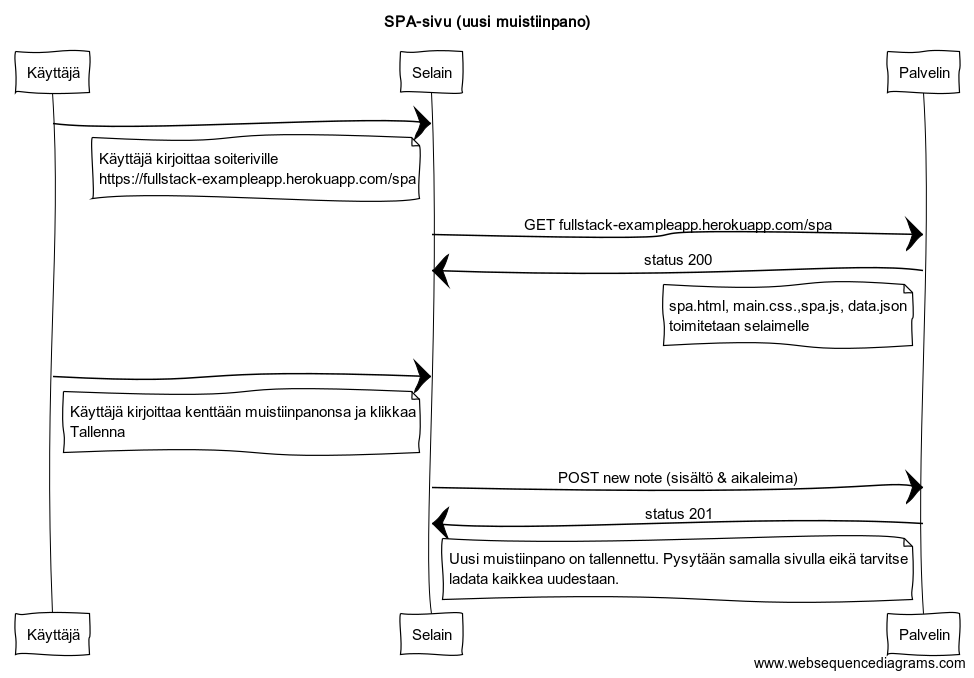 SPA-sivu (uusi muistiinpano)
Käyttäjä
Selain
Palvelin
Käyttäjä kirjoittaa soiteriville
https://fullstack-exampleapp.herokuapp.com/spa
GET fullstack-exampleapp.herokuapp.com/spa
status 200
spa.html, main.css.,spa.js, data.json
toimitetaan selaimelle
Käyttäjä kirjoittaa kenttään muistiinpanonsa ja klikkaa
Tallenna
POST new note (sisältö & aikaleima)
status 201
Uusi muistiinpano on tallennettu. Pysytään samalla sivulla eikä tarvitse
ladata kaikkea uudestaan.
Käyttäjä
Selain
Palvelin
www.websequencediagrams.com